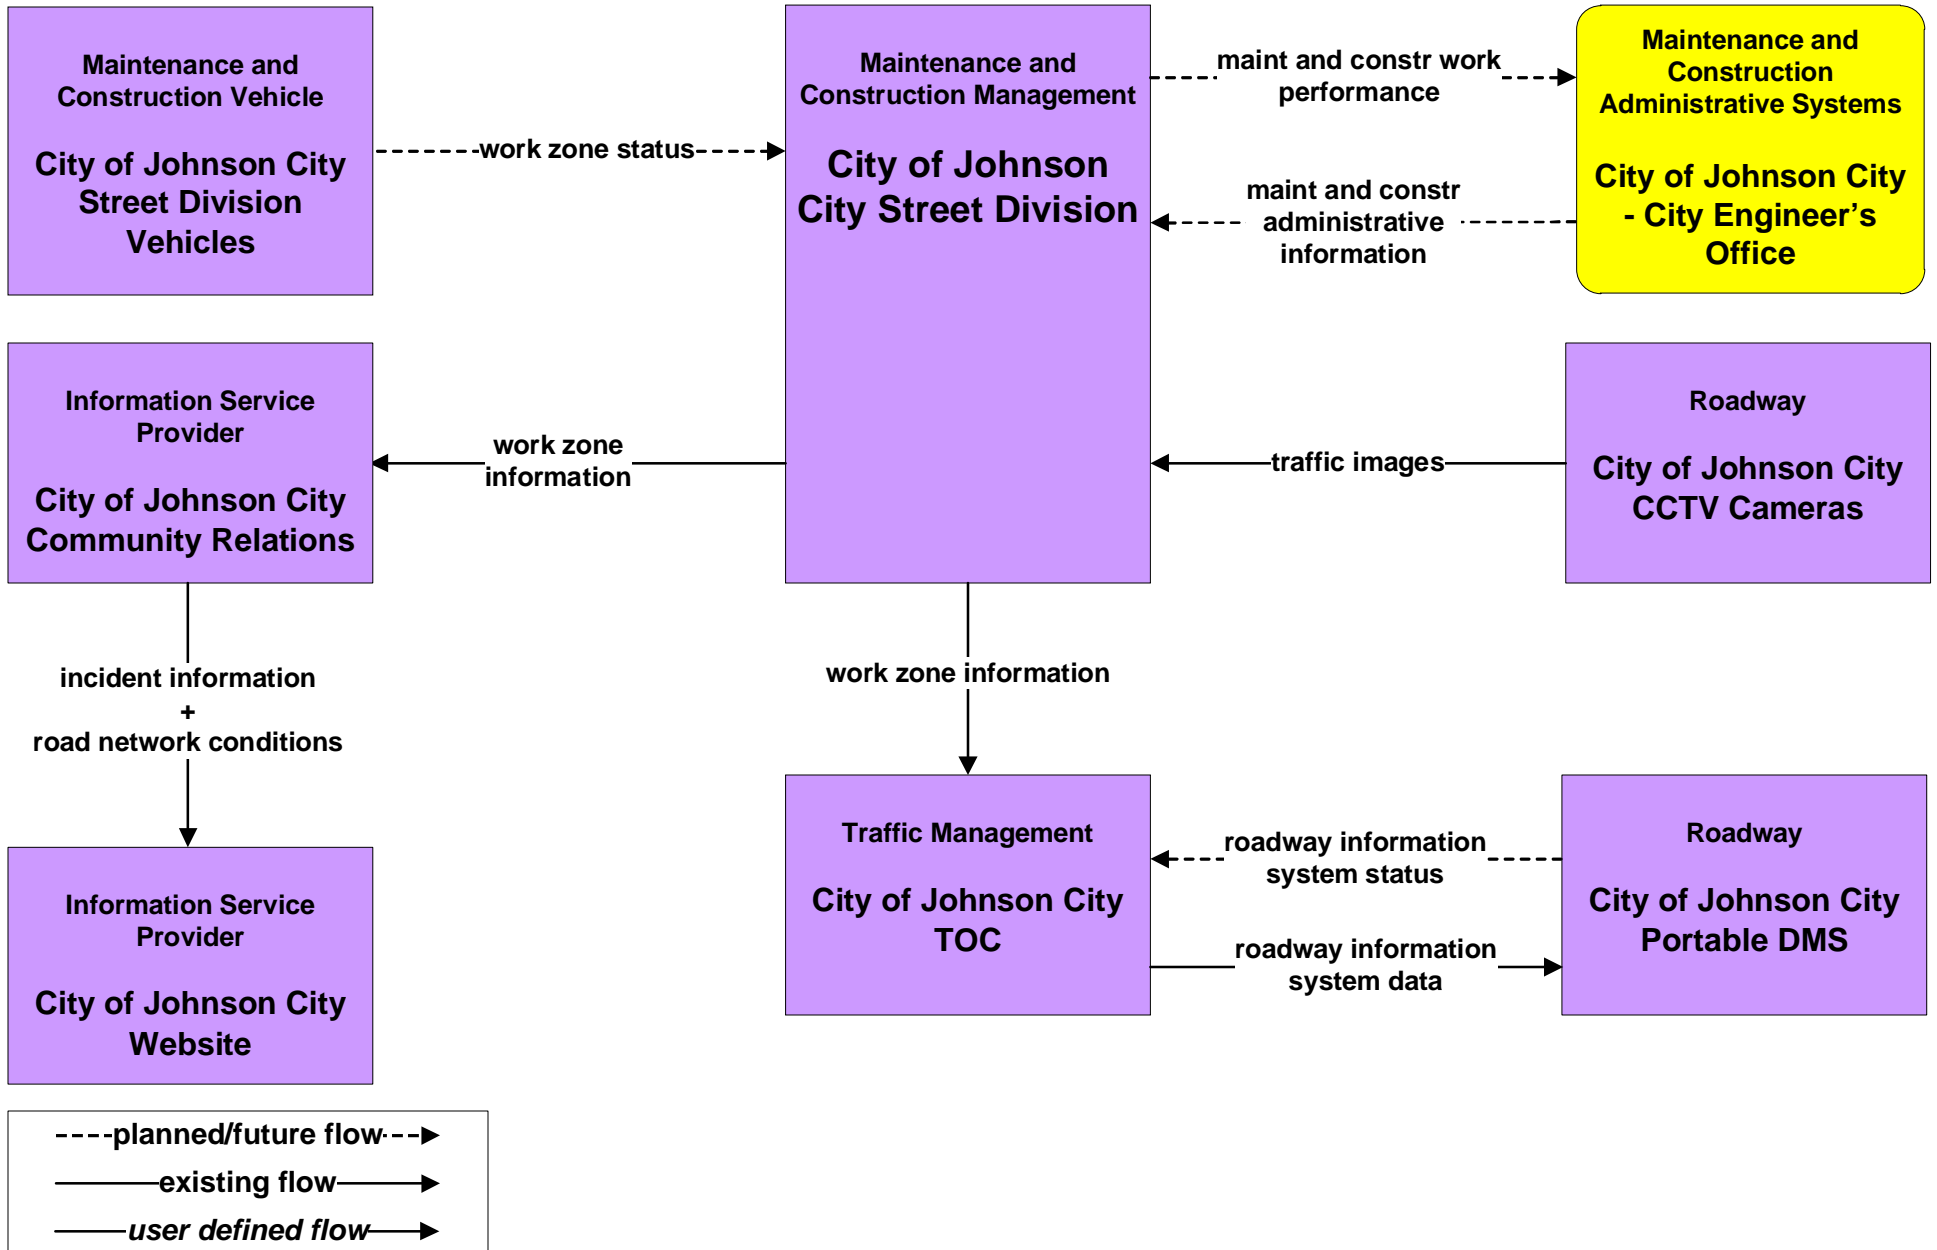 Maintenance and
Construction Vehicle
City of Johnson City
Street Division
Vehicles
work zone status
Maintenance and
Construction Management
City of Johnson
City Street Division
maint and constr work
performance
maint and constr
administrative
information
Maintenance and
Construction
Administrative Systems
City of Johnson City
- City Engineer’s
Office
Information Service
Provider
City of Johnson City
Community Relations
work zone
information
traffic images
Roadway
City of Johnson City
CCTV Cameras
incident information
+
road network conditions
work zone information
Information Service
Provider
City of Johnson City
Website
Traffic Management
City of Johnson City
TOC
roadway information
system status
roadway information
system data
Roadway
City of Johnson City
Portable DMS
planned/future flow
existing flow
user defined flow